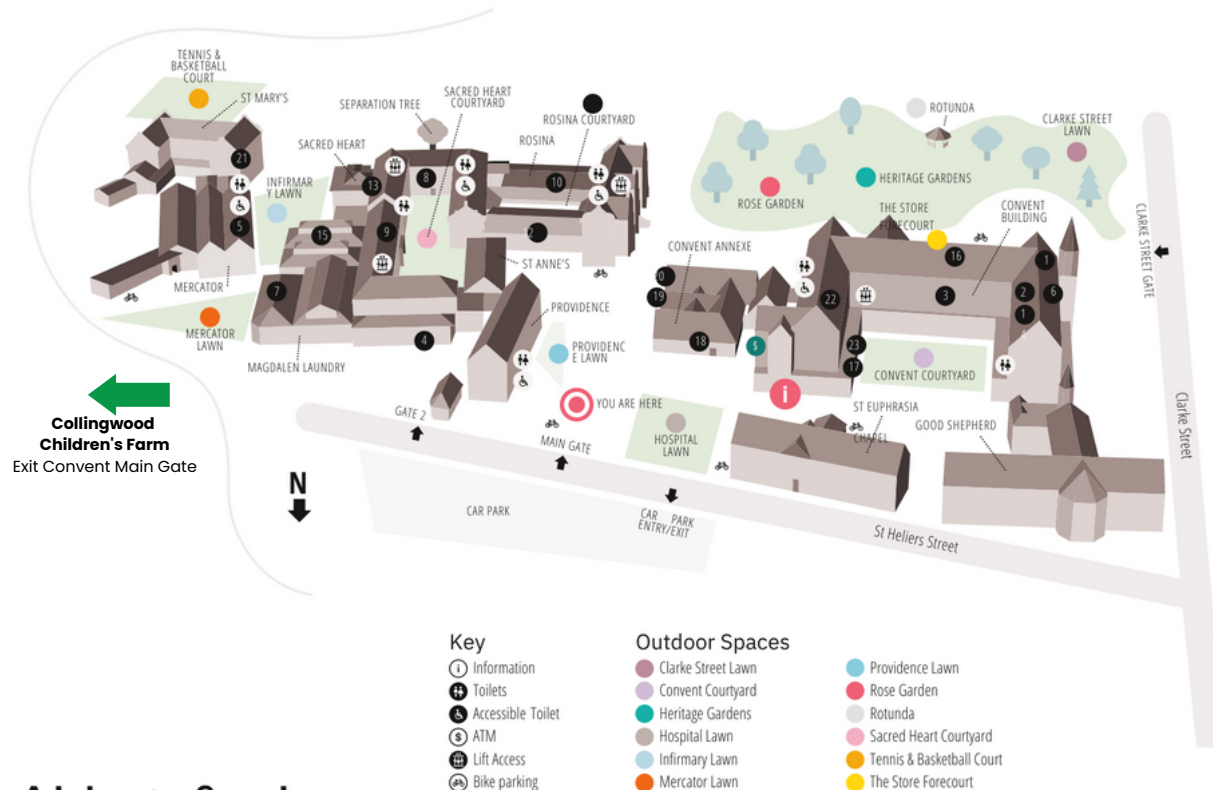 TENNIS &
BASKETBALL
COURT
ST MARY'S
SEPARATION TREE
SACRED HEART
COURTYARD
ROSINA COURTYARD
ROSINA
SACRED HEART
INFIRMAR
Y LAWN
21
5
13
8
10
15
9
2
7
4
ST ANNE'S
PROVIDENCE
MERCATOR
MERCATOR
LAWN
MAGDALEN LAUNDRY
PROVIDENC
E LAWN
YOU ARE HERE
ROTUNDA
CLARKE STREET
LAWN
HERITAGE GARDENS
ROSE GARDEN
THE STORE
FORECOURT
CONVENT
BUILDING
CONVENT ANNEXE
CLARKE STREET GATE
16
1
20
19
22
3
2
6
1
18
$
23
17
CONVENT COURTYARD
i
ST EUPHRASIA
CHAPEL
GOOD SHEPHERD
HOSPITAL
LAWN
GATE 2
MAIN GATE
Collingwood
Children's Farm
Exit Convent Main Gate
N
CAR PARK
CAR PARK
ENTRY/EXIT
St Heliers Street
Clarke Street
Key
i Information
Toilets
Accessible Toilet
$ ATM
Lift Access
Bike parking
Outdoor Spaces
Clarke Street Lawn
Convent Courtyard
Heritage Gardens
Hospital Lawn
Infirmary Lawn
Mercator Lawn
Providence Lawn
Rose Garden
Rotunda
Sacred Heart Courtyard
Tennis & Basketball Court
The Store Forecourt